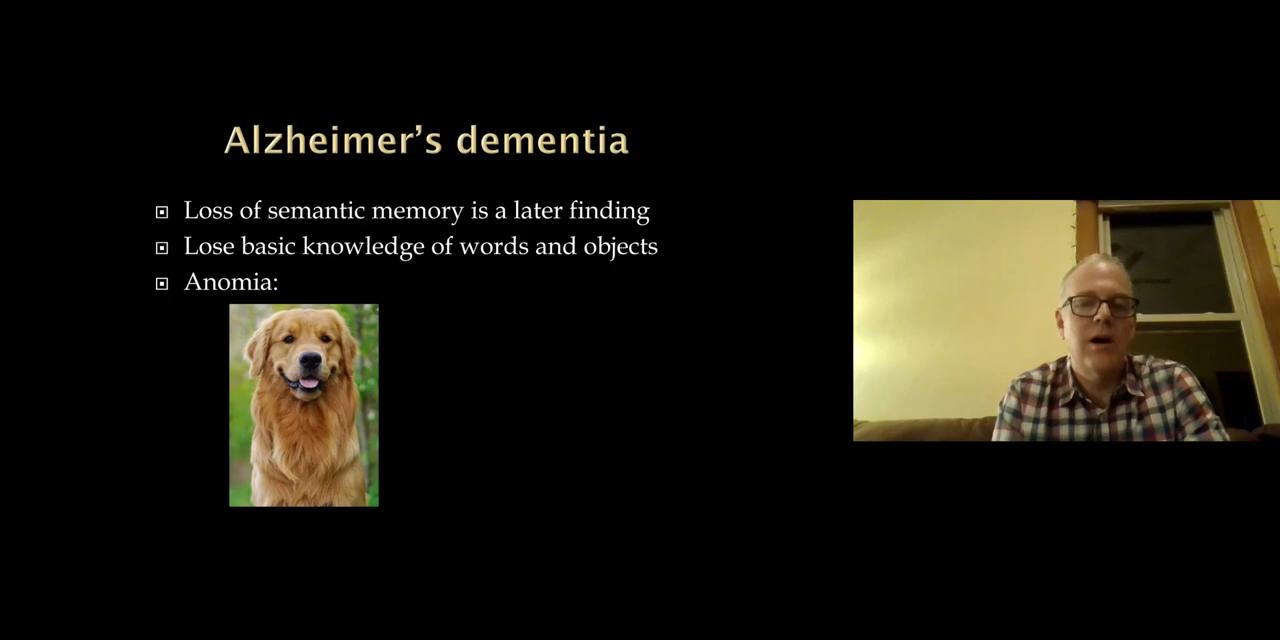 Alzheimer’s dementia
Loss of semantic memory is a later finding
Lose basic knowledge of words and objects
Anomia: